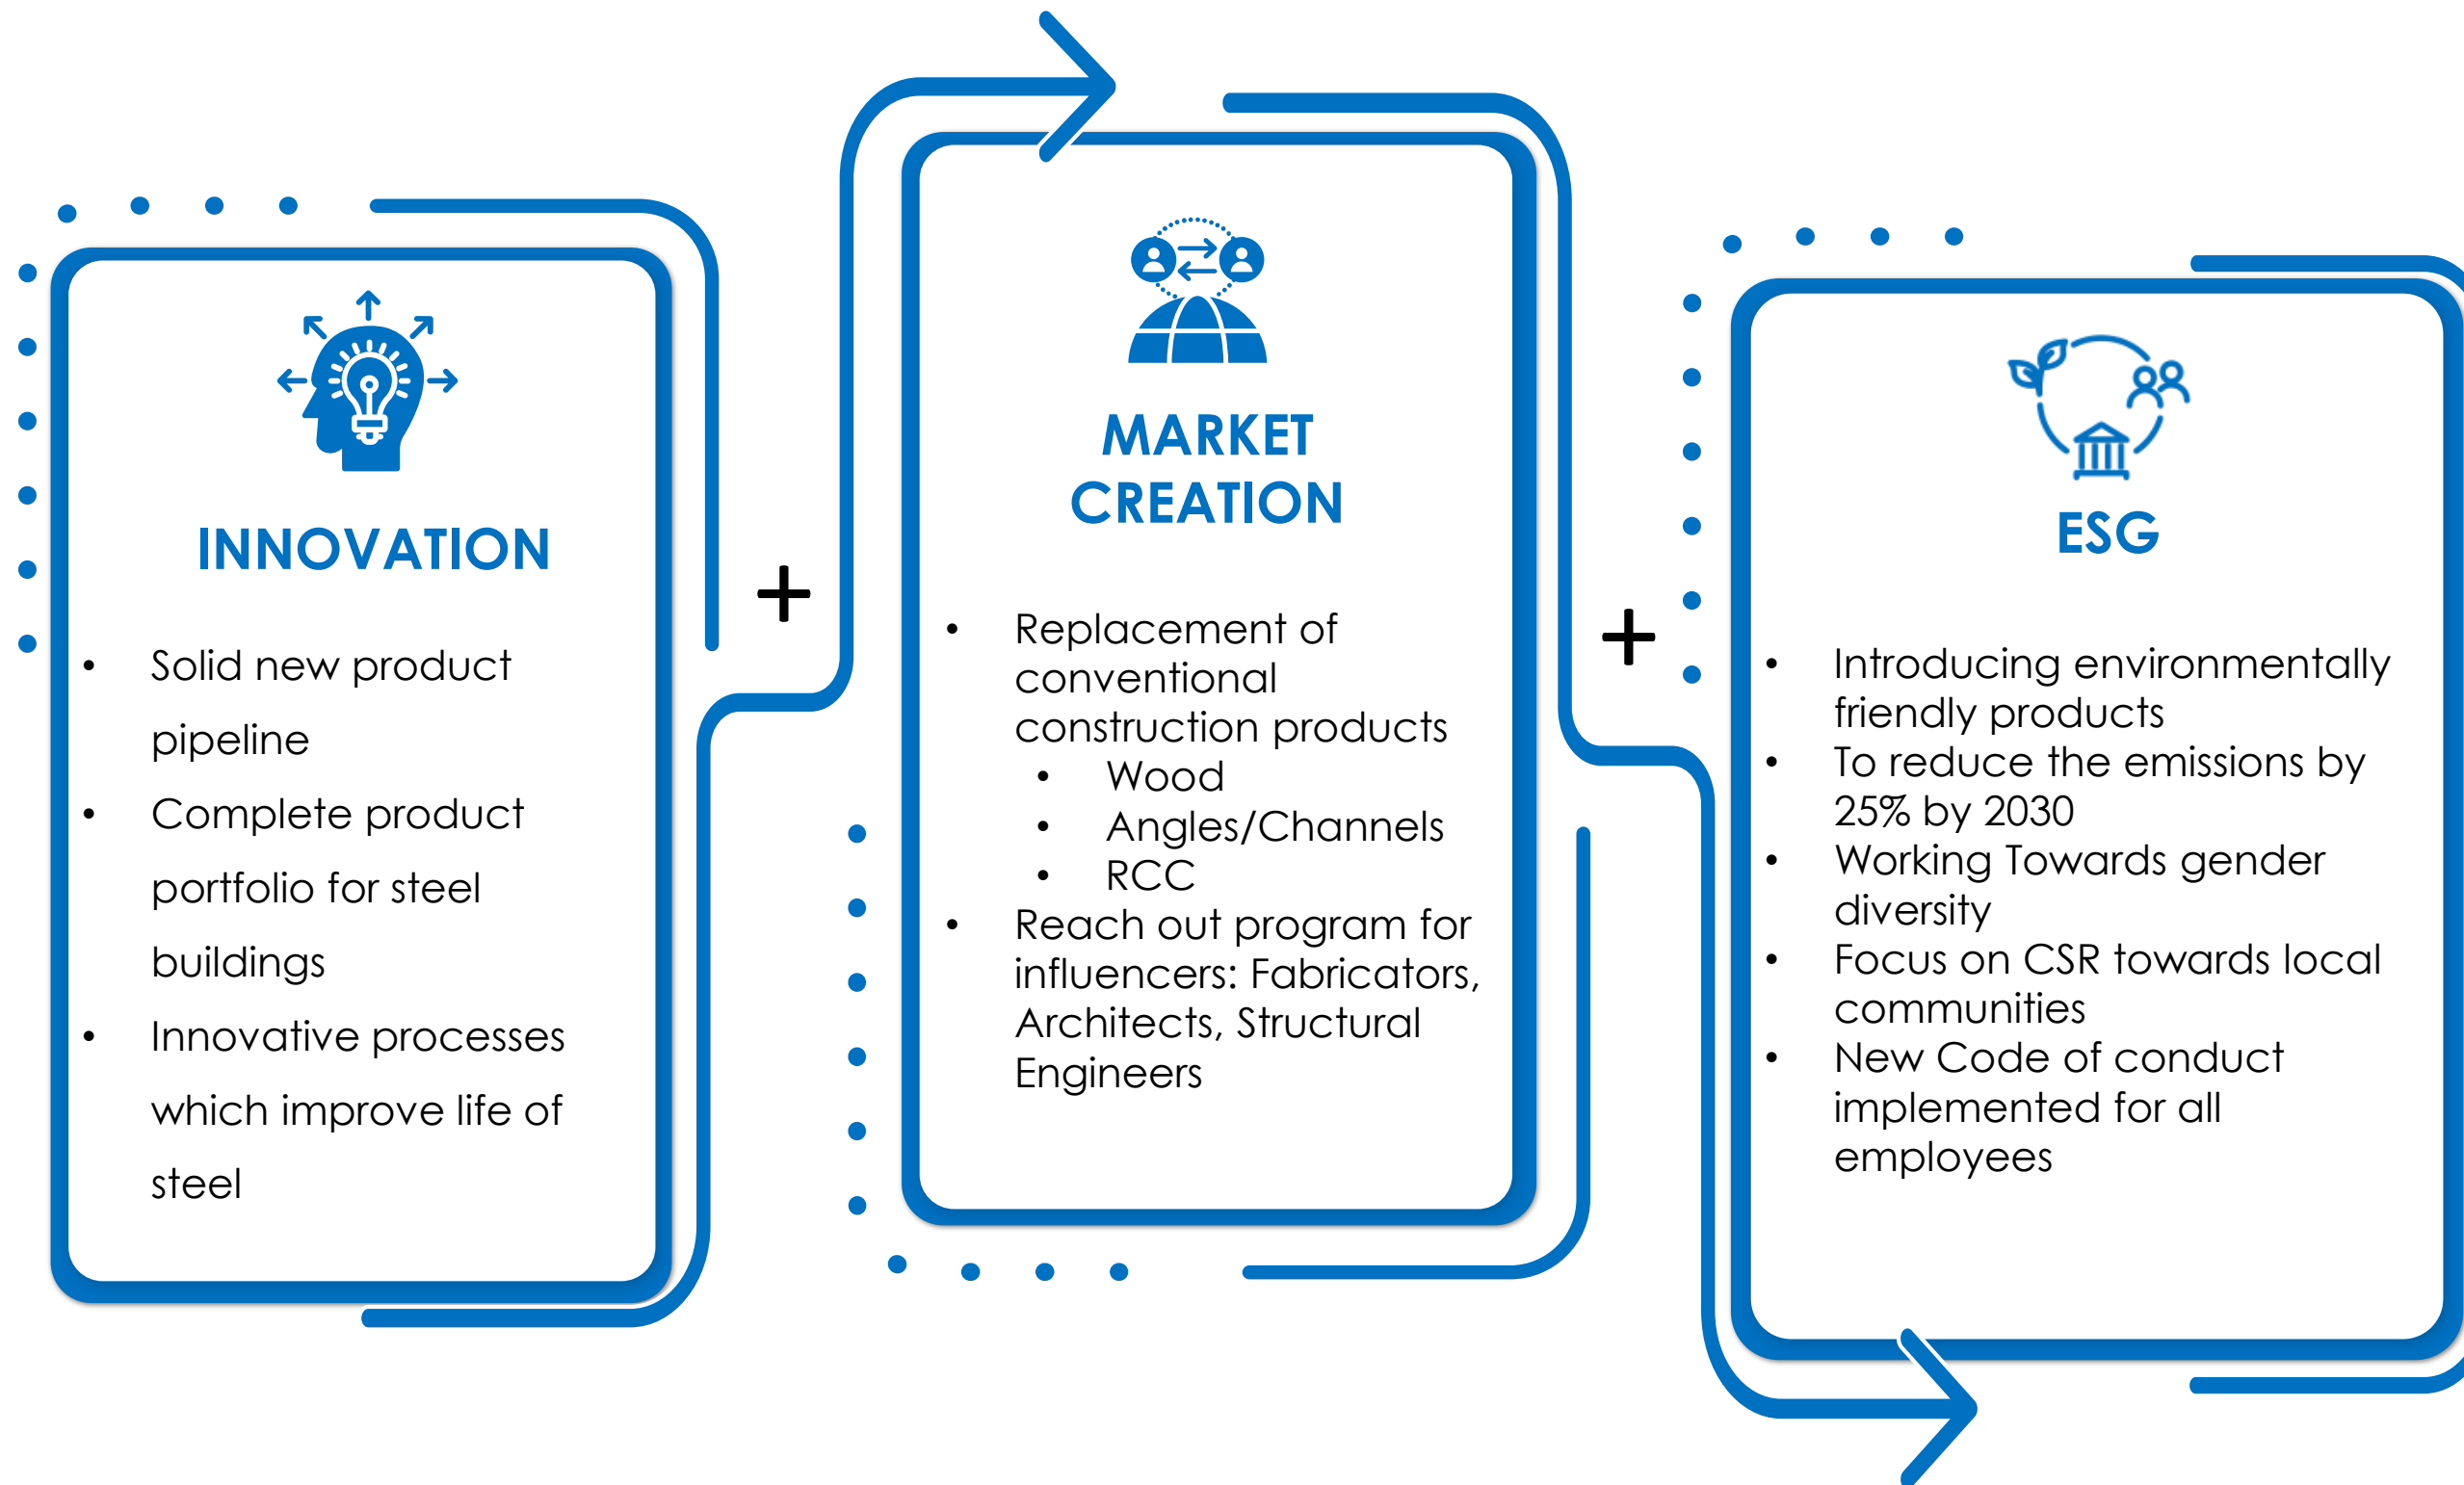 INNOVATION
• Solid new product
pipeline
• Complete product
portfolio for steel
buildings
• Innovative processes
which improve life of
steel
+
MARKET
CREATION
• Replacement of
conventional
construction products
• Wood
• Angles/Channels
• RCC
• Reach out program for
influencers: Fabricators,
Architects, Structural
Engineers
+
ESG
• Introducing environmentally
friendly products
• To reduce the emissions by
25% by 2030
• Working Towards gender
diversity
• Focus on CSR towards local
communities
• New Code of conduct
implemented for all
employees